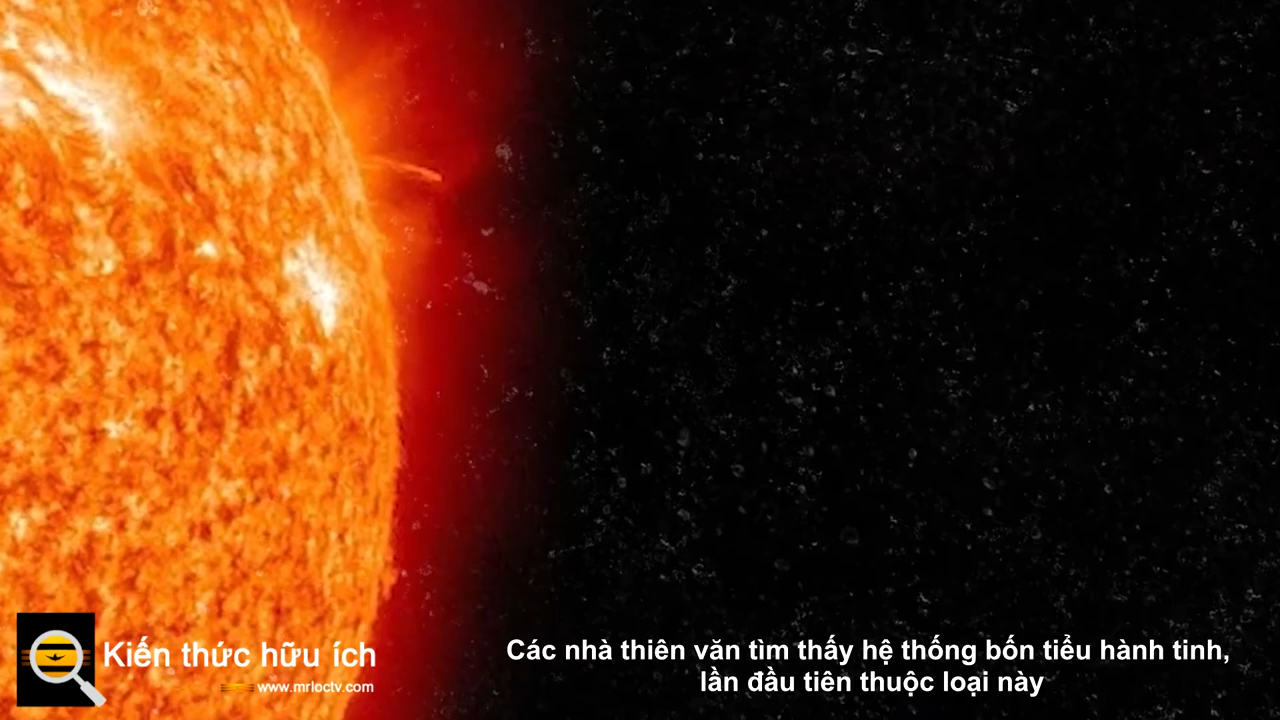 Kiến thức hữu ích
www.mrloctv.com
Các nhà thiên văn tìm thấy hệ thống bốn tiểu hành tinh,
lần đầu tiên thuộc loại này